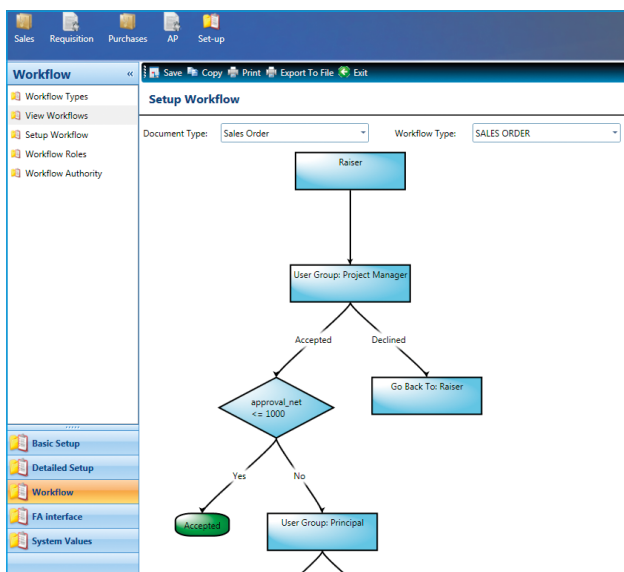 Sales Requisition Purchases AP Set-up
Workflow «
Save Copy Print Export To File Exit
Workflow Types
View Workflows
Setup Workflow
Workflow Roles
Workflow Authority
Setup Workflow
Document Type: Sales Order Workflow Type: SALES ORDER
Raiser
User Group: Project Manager
Accepted Declined
approval_net
<= 1000
Go Back To: Raiser
Yes No
Accepted
User Group: Principal
Basic Setup
Detailed Setup
Workflow
FA interface
System Values